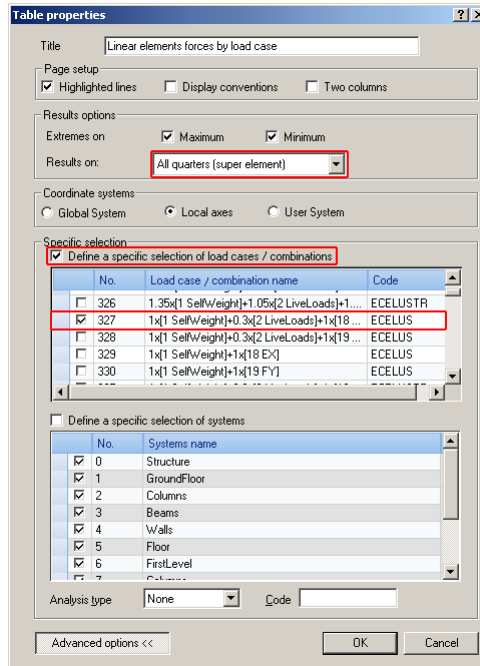 Table properties
Title Linear elements forces by load case
Page setup
Highlighted lines Display conventions Two columns
Results options
Extremes on Maximum Minimum
Results on: All quarters (super element)
Coordinate systems
Global System Local axes User System
Specific selection
Define a specific selection of load cases / combinations
No. Load case / combination name Code
326 1.35x[1 SelfWeight]+1.05x[2 LiveLoads]+1.... ECELUSTR
327 1x[1 SelfWeight]+0.3x[2 LiveLoads]+1x[18 ... ECELUS
328 1x[1 SelfWeight]+0.3x[2 LiveLoads]+1x[19 ... ECELUS
329 1x[1 SelfWeight]+1x[18 EX] ECELUS
330 1x[1 SelfWeight]+1x[19 FY] ECELUS
Define a specific selection of systems
No. Systems name
0 Structure
1 GroundFloor
2 Columns
3 Beams
4 Walls
5 Floor
6 FirstLevel
7 Columns
Analysis type None Code
Advanced options << OK Cancel